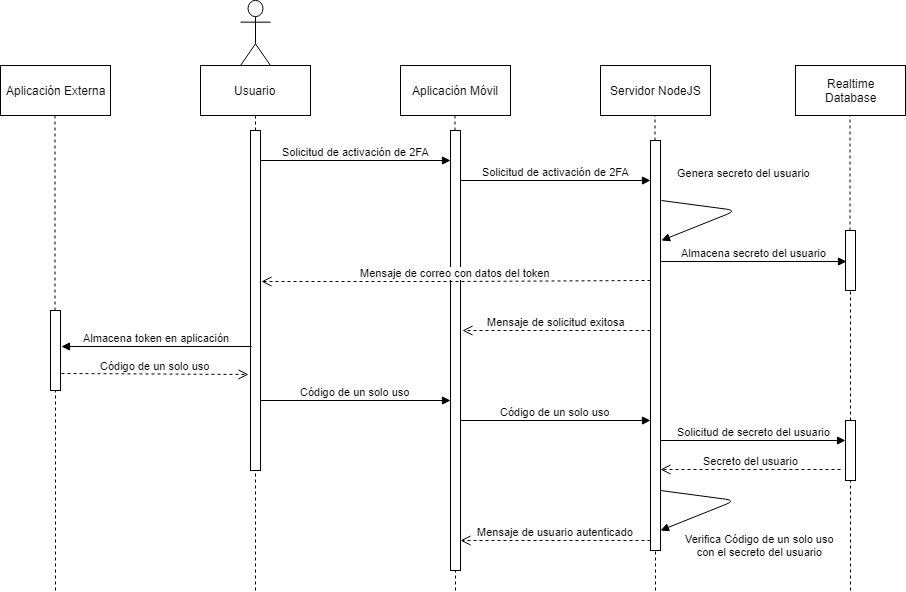 Aplicación Externa
Usuario
Aplicación Móvil
Servidor NodeJS
Realtime
Database
Solicitud de activación de 2FA
Solicitud de activación de 2FA
Genera secreto del usuario
Almacena secreto del usuario
Mensaje de correo con datos del token
Mensaje de solicitud exitosa
Almacena token en aplicación
Código de un solo uso
Código de un solo uso
Código de un solo uso
Solicitud de secreto del usuario
Secreto del usuario
Mensaje de usuario autenticado
Verifica Código de un solo uso
con el secreto del usuario